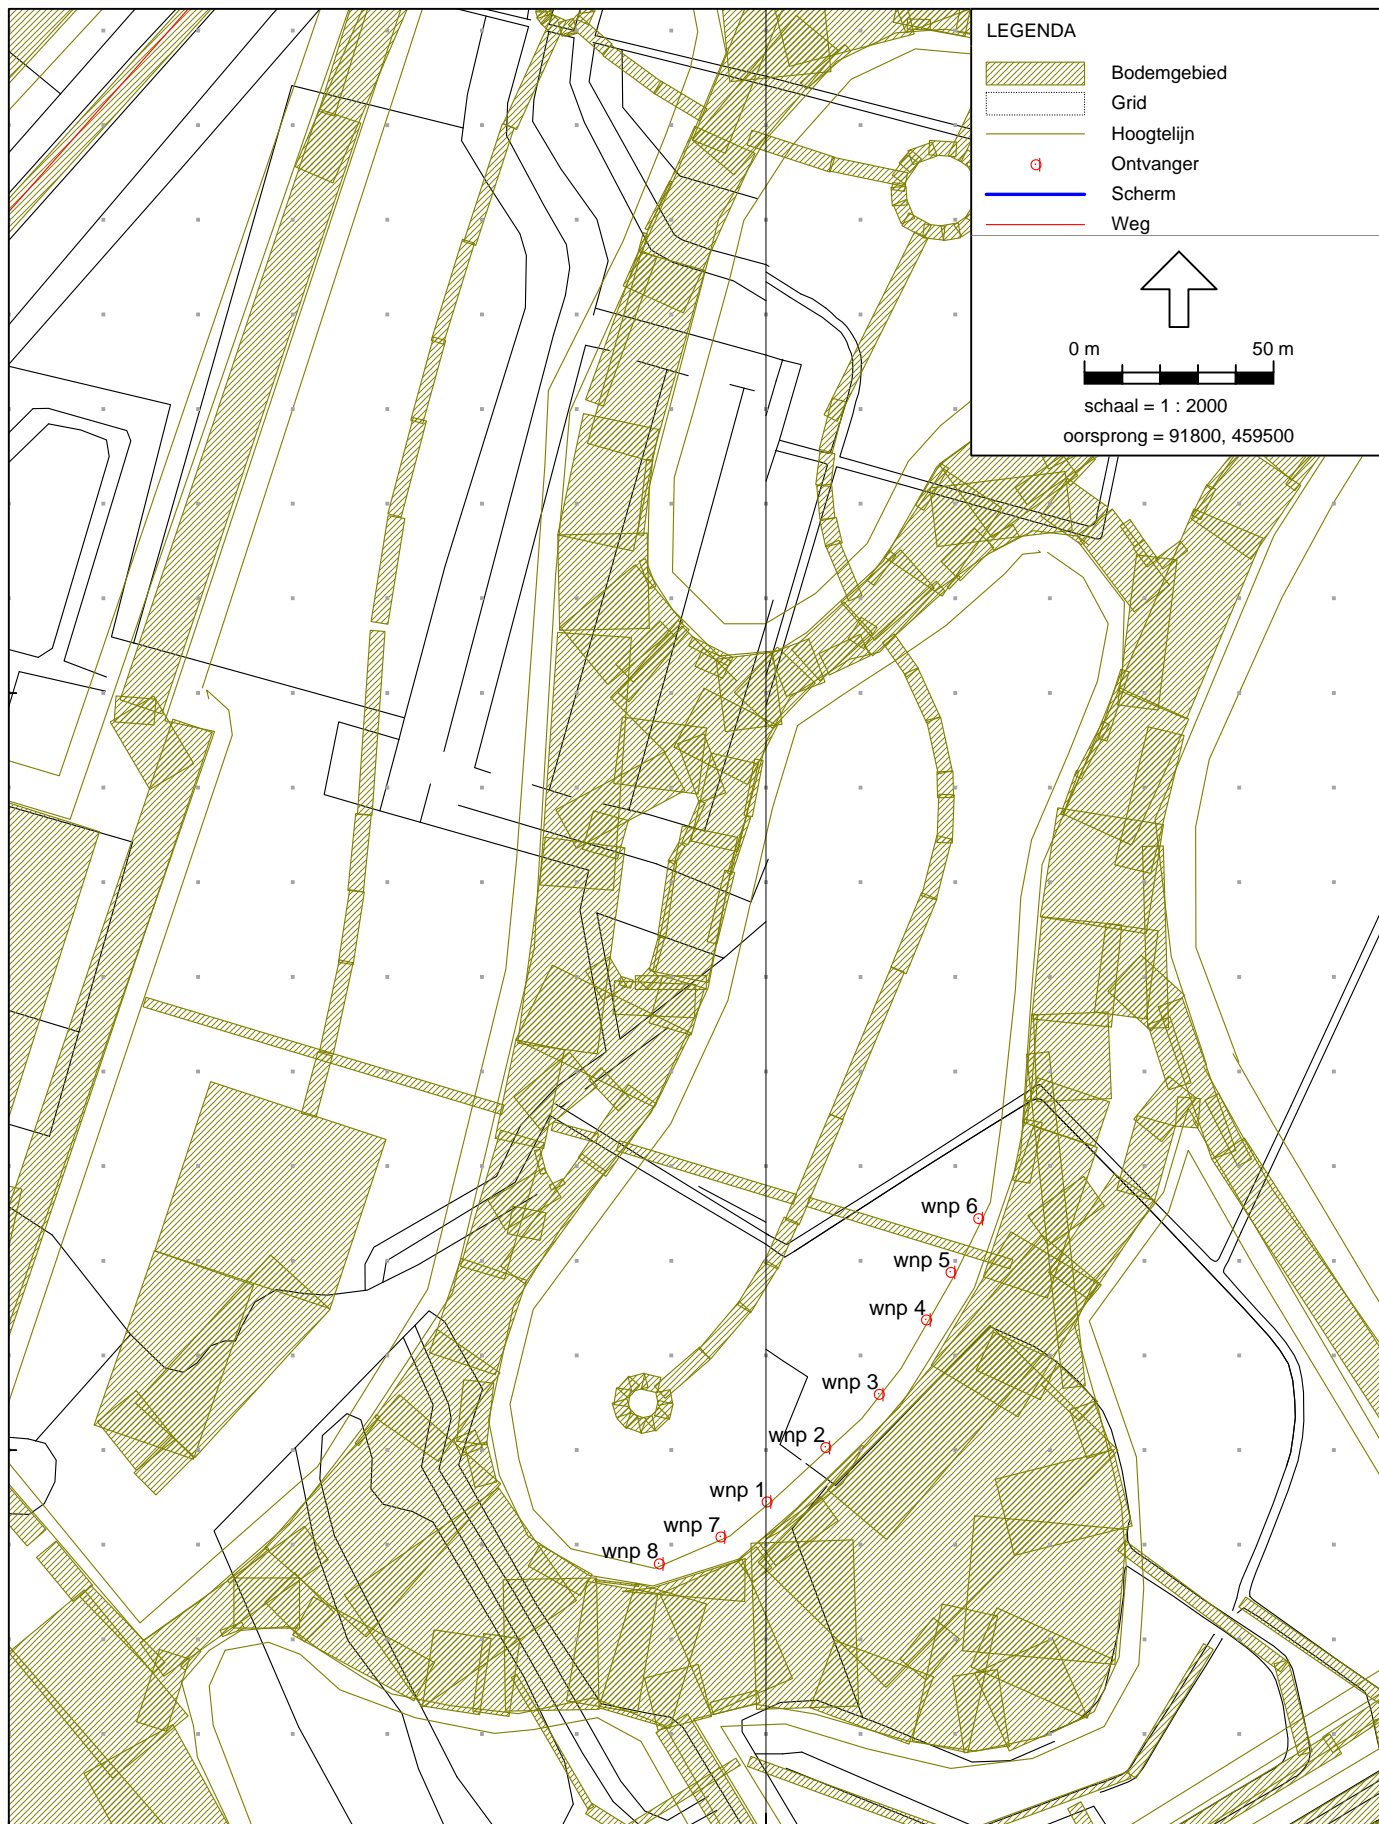 LEGENDA
Bodemgebied
Grid
Hoogtelijn
Ontvanger
Scherm
Weg
0 m 50 m
schaal = 1 : 2000
oorsprong = 91800, 459500
wnp 6
wnp 5
wnp 4
wnp 3
wnp 2
wnp 1
wnp 7
wnp 8